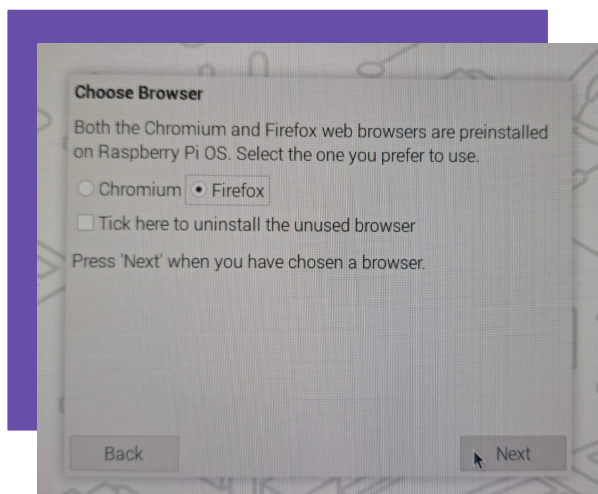 Choose Browser
Both the Chromium and Firefox web browsers are preinstalled
on Raspberry Pi OS. Select the one you prefer to use.
Chromium Firefox
Tick here to uninstall the unused browser
Press 'Next' when you have chosen a browser.
Back Next